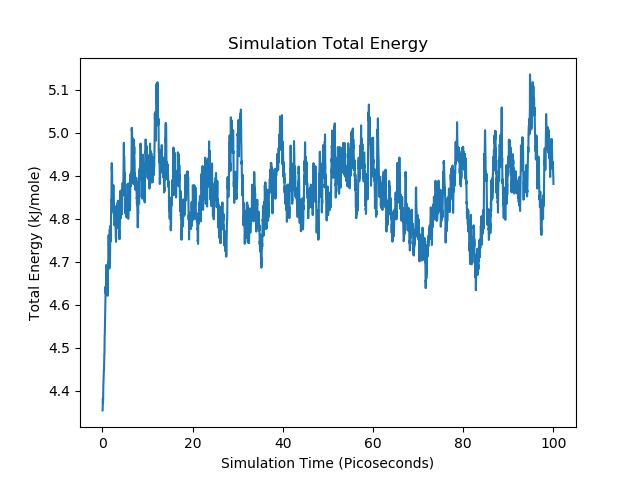 Simulation Total Energy
Total Energy (kJ/mole)
5.1
5.0
4.9
4.8
4.7
4.6
4.5
4.4
0 20 40 60 80 100
Simulation Time (Picoseconds)